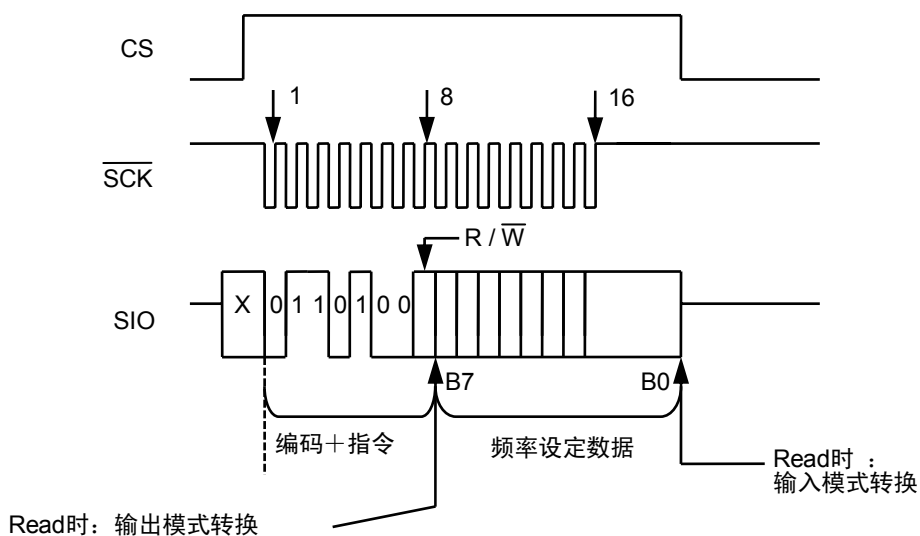 CS
1 8 16
SCK
R / W
SIO
X 0 1 1 0 1 0 0
B7 B0
编码＋指令
频率设定数据
Read时 ：
输入模式转换
Read时：输出模式转换